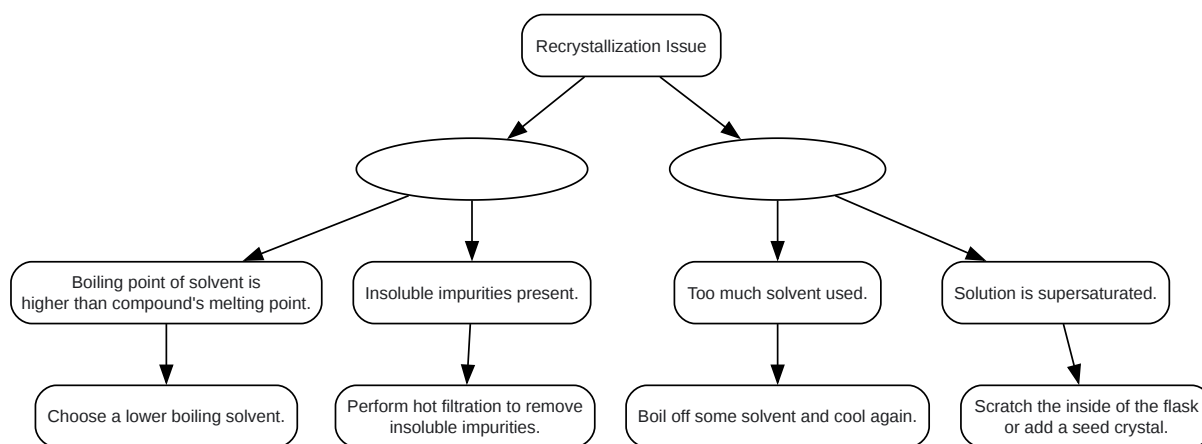 Recrystallization Issue
Boiling point of solvent is
higher than compound's melting point.
Insoluble impurities present.
Too much solvent used.
Solution is supersaturated.
Choose a lower boiling solvent.
Perform hot filtration to remove
insoluble impurities.
Boil off some solvent and cool again.
Scratch the inside of the flask
or add a seed crystal.